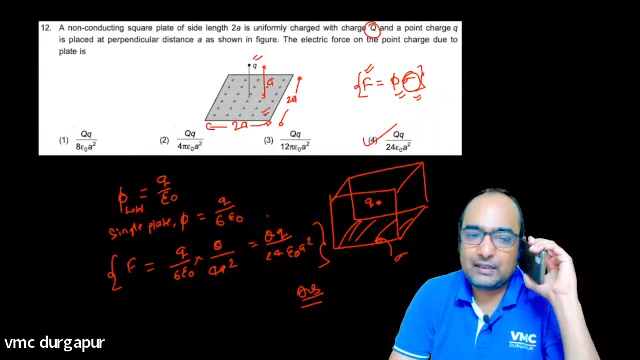 12. A non-conducting square plate of side length 2a is uniformly charged with charge Q and a point charge q
is placed at perpendicular distance a as shown in figure. The electric force on the point charge due to
plate is
q
a
2a
2a
{F = φσ}
(1) Qq/8ε₀a² (2) Qq/4πε₀a² (3) Qq/12πε₀a² (4) Qq/24ε₀a²
φ = q/ε₀
single plate, φ = q/6ε₀
{ F = q/6ε₀ × Q/4a² = Qq/24ε₀a² }
q
σ
Ans
VMC
DURGAPUR
vmc durgapur